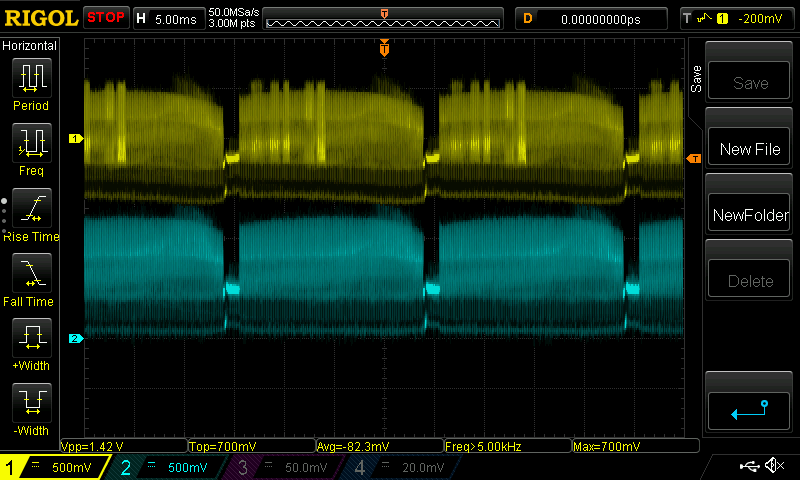 RIGOL STOP H 5.00ms 50.0MSa/s 3.00M pts T D 0.00000000ps T 1 -200mV
Horizontal
Period
Freq
Rise Time
Fall Time
+Width
-Width
T
1
T
2
Save
Save
New File
NewFolder
Delete
Vpp=1.42 V Top=700mV Avg=-82.3mV Freq>5.00kHz Max=700mV
1 500mV 2 500mV 3 50.0mV 4 20.0mV